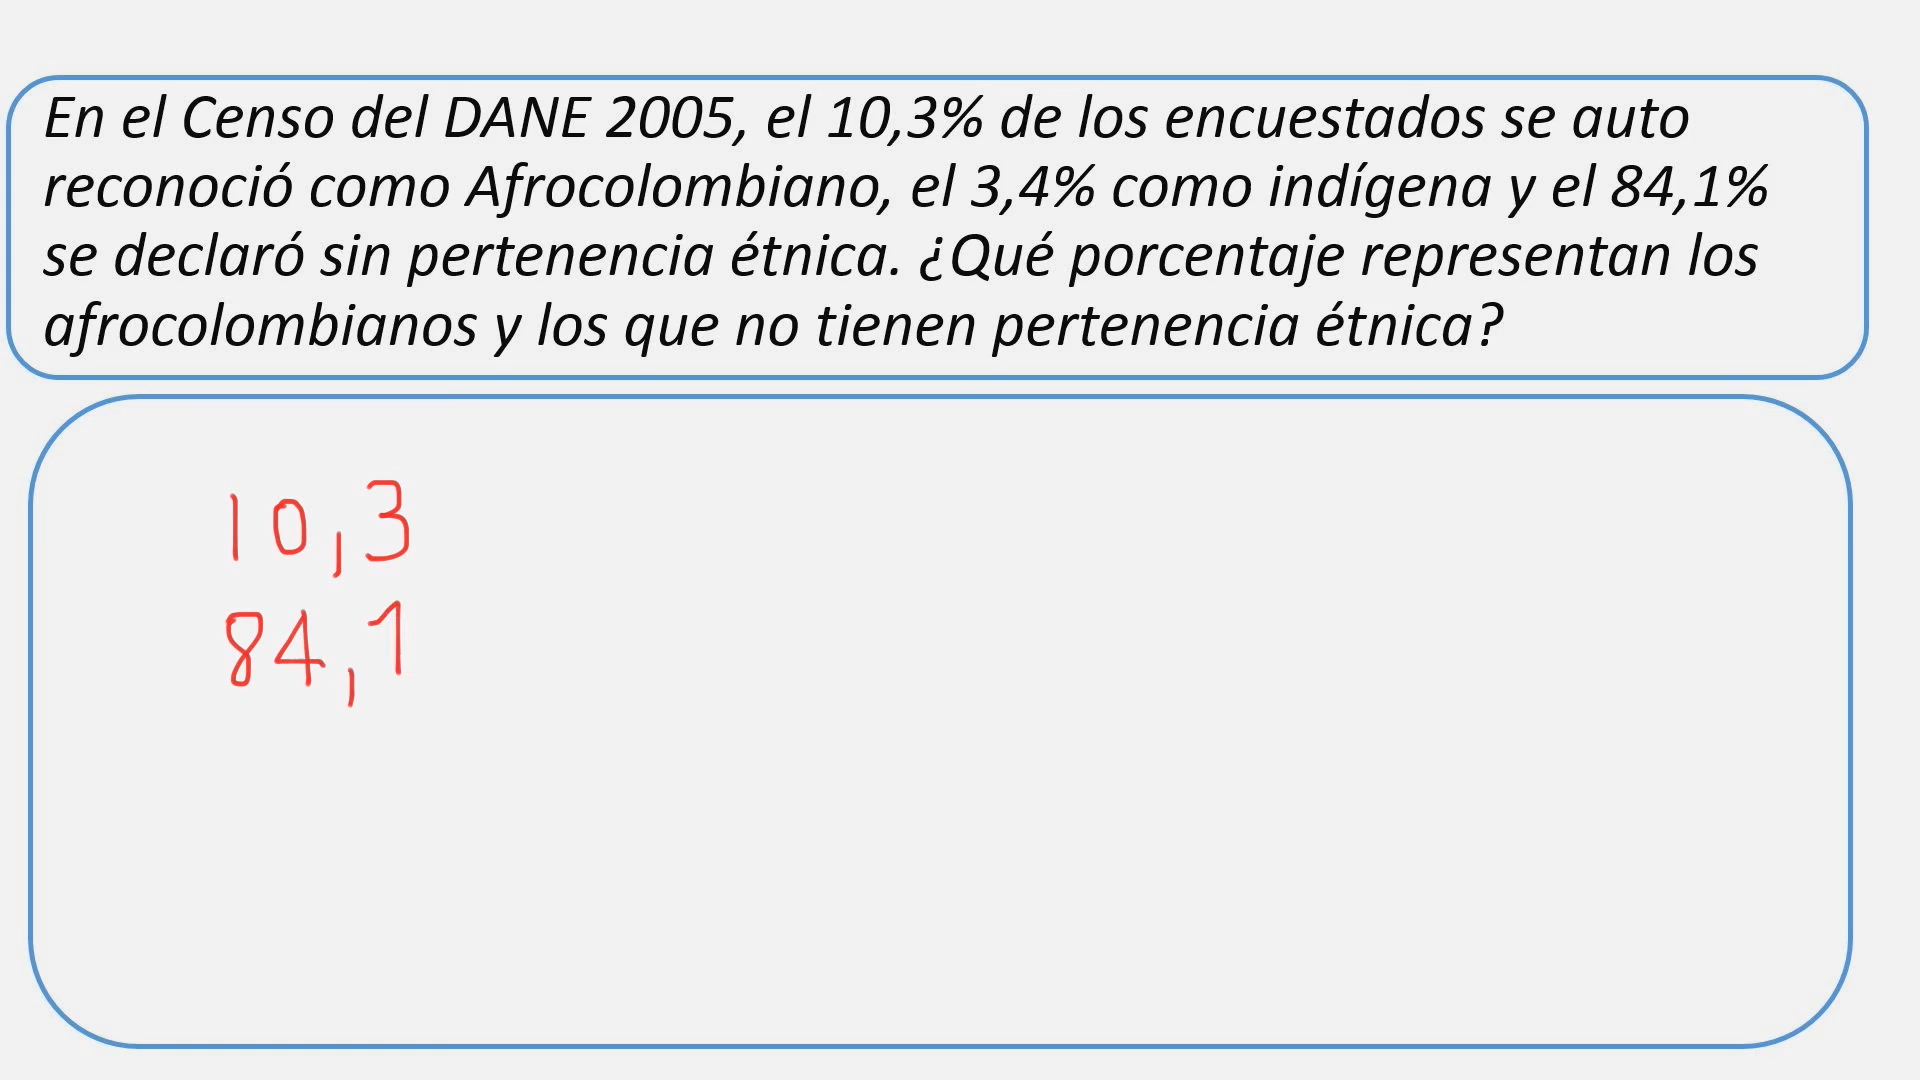 En el Censo del DANE 2005, el 10,3% de los encuestados se auto
reconoció como Afrocolombiano, el 3,4% como indígena y el 84,1%
se declaró sin pertenencia étnica. ¿Qué porcentaje representan los
afrocolombianos y los que no tienen pertenencia étnica?
10,3
84,1